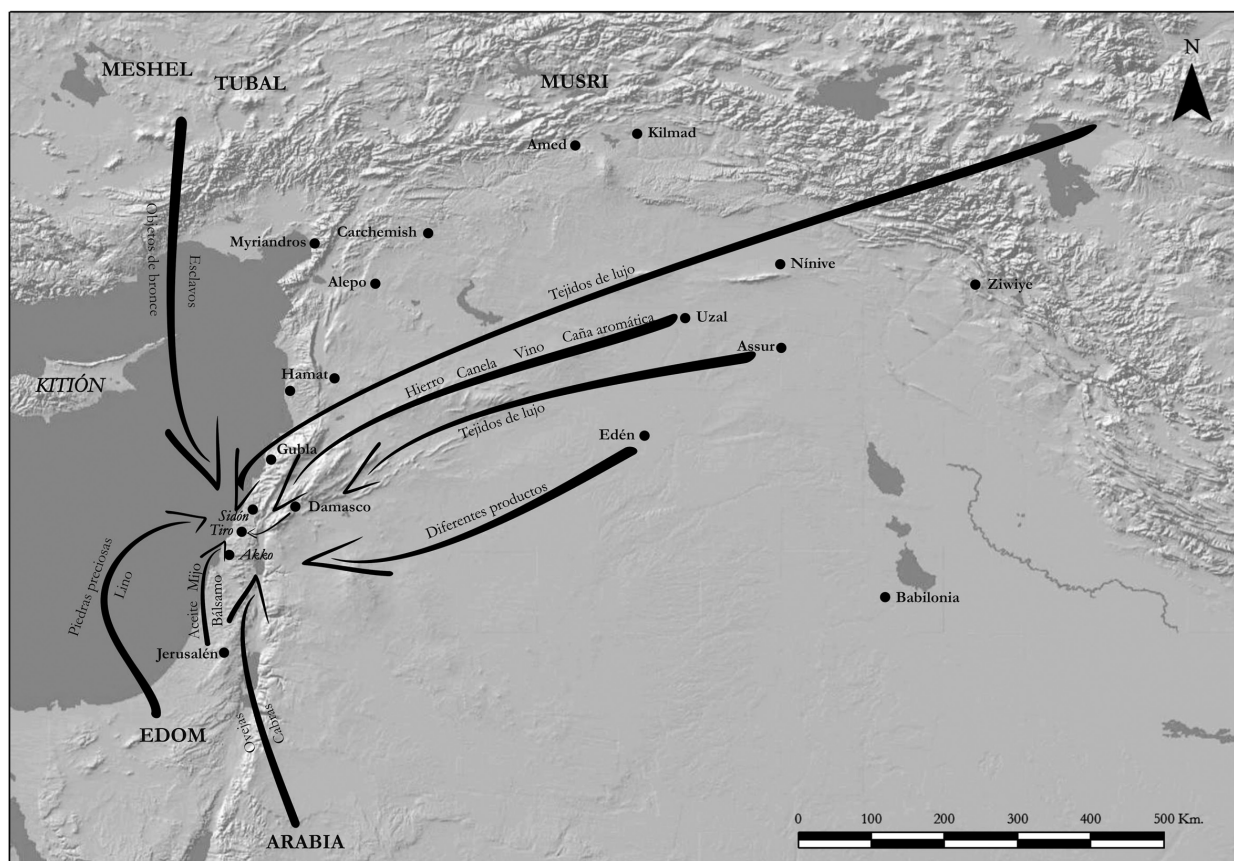 N
MESHEL
TUBAL
MUSRI
Kilmad
Amed
Carchemish
Myriandros
Alepo
Nínive
Ziwiye
Uzal
Assur
Hamat
KITIÓN
Edén
Gubla
Damasco
Sidón
Tiro
Akko
Babilonia
Jerusalén
EDOM
ARABIA
Objetos de bronce
Esclavos
Tejidos de lujo
Hierro Canela Vino Caña aromática
Tejidos de lujo
Diferentes productos
Piedras preciosas
Lino
Aceite Mijo
Bálsamo
Ovejas
Cabras
0 100 200 300 400 500 Km.